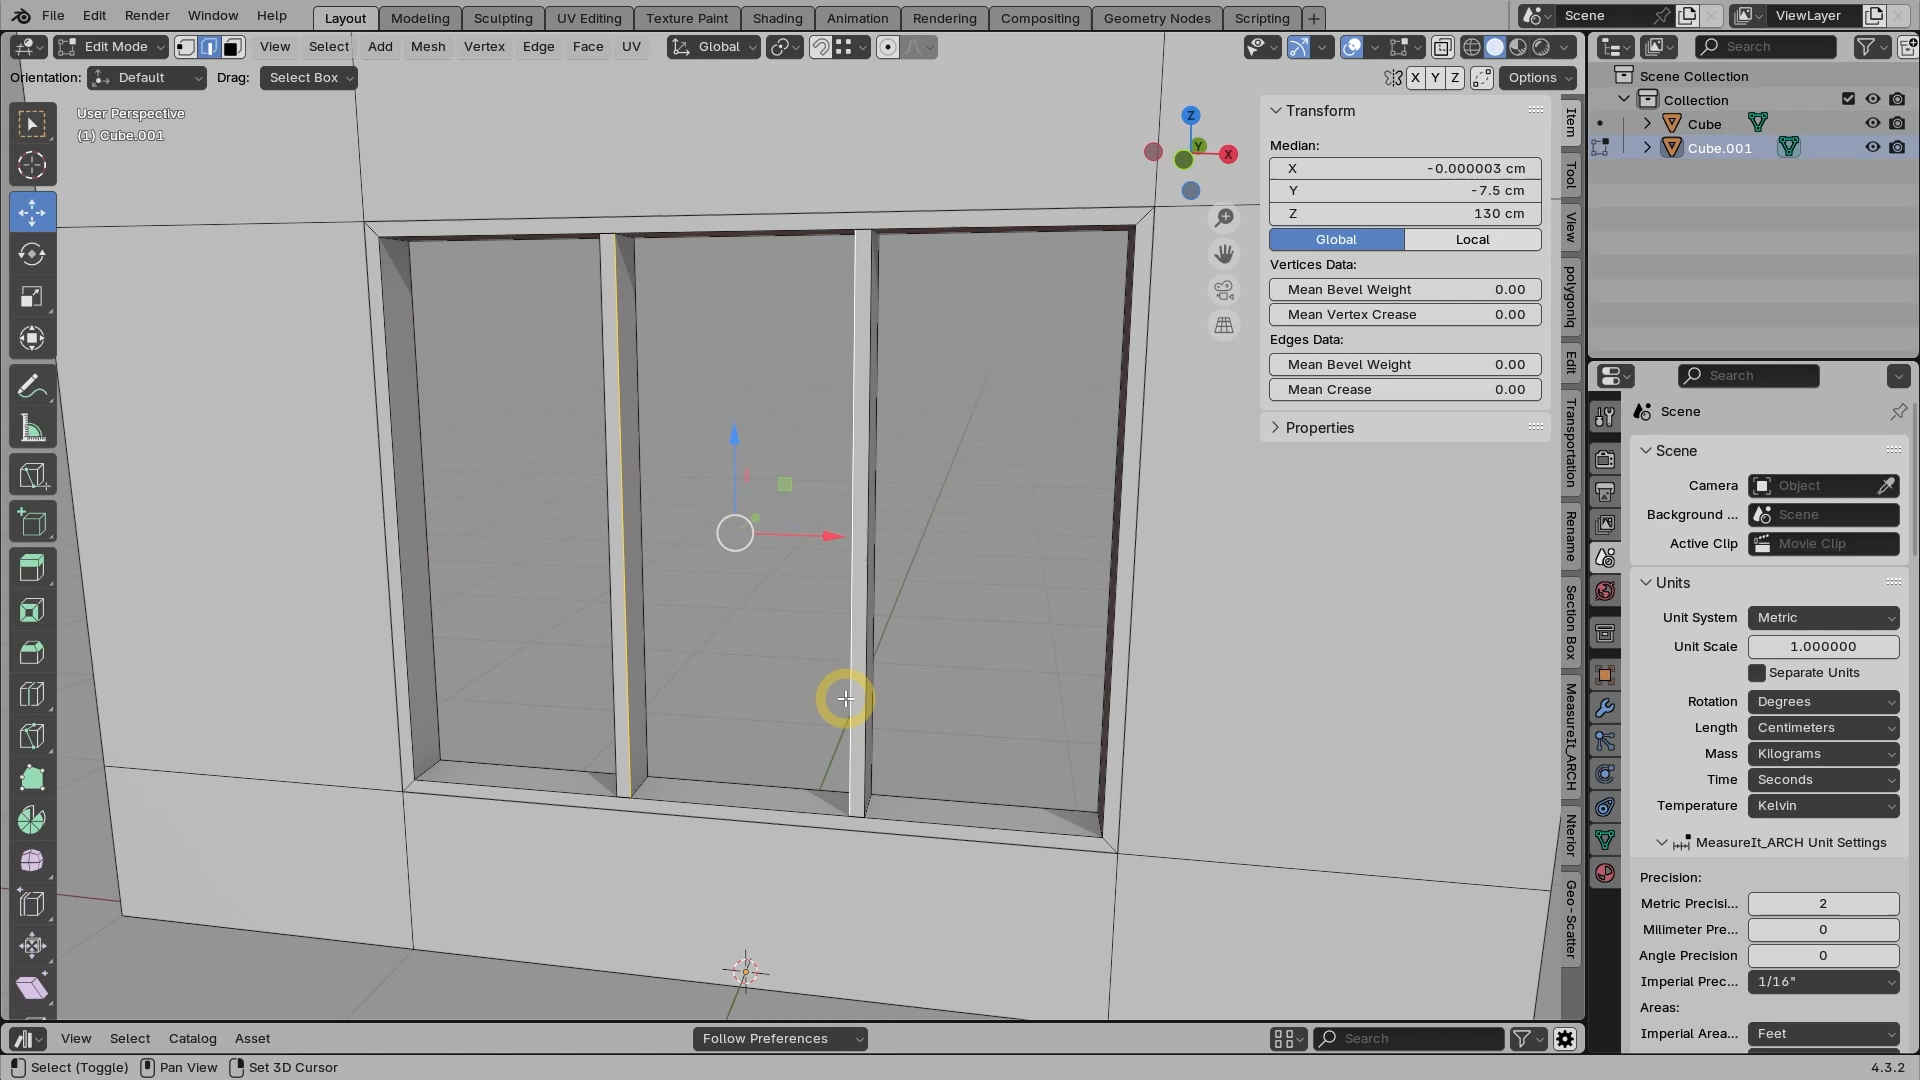 File Edit Render Window Help Layout Modeling Sculpting UV Editing Texture Paint Shading Animation Rendering Compositing Geometry Nodes Scripting + Scene ViewLayer
Edit Mode View Select Add Mesh Vertex Edge Face UV Global Search
Orientation: Default Drag: Select Box X Y Z Options
User Perspective
(1) Cube.001
Z
Y
X
Transform
Median:
X -0.000003 cm
Y -7.5 cm
Z 130 cm
Global Local
Vertices Data:
Mean Bevel Weight 0.00
Mean Vertex Crease 0.00
Edges Data:
Mean Bevel Weight 0.00
Mean Crease 0.00
Properties
Item
Tool
View
polygoniq
Edit
Transportation
Rename
Section Box
MeasureIt_ARCH
Nterior
Geo-Scatter
Scene Collection
Collection
Cube
Cube.001
Search
Scene
Scene
Camera Object
Background ... Scene
Active Clip Movie Clip
Units
Unit System Metric
Unit Scale 1.000000
Separate Units
Rotation Degrees
Length Centimeters
Mass Kilograms
Time Seconds
Temperature Kelvin
MeasureIt_ARCH Unit Settings
Precision:
Metric Precisi... 2
Milimeter Pre... 0
Angle Precision 0
Imperial Prec... 1/16"
Areas:
Imperial Area... Feet
View Select Catalog Asset Follow Preferences Search
Select (Toggle) Pan View Set 3D Cursor 4.3.2